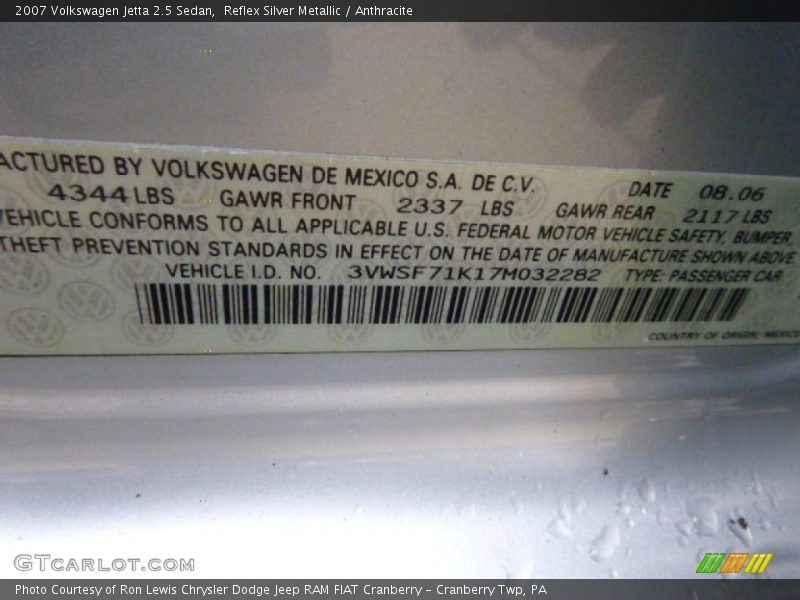 2007 Volkswagen Jetta 2.5 Sedan,  Reflex Silver Metallic / Anthracite
ACTURED BY VOLKSWAGEN DE MEXICO S.A. DE C.V. DATE 08.06
4344 LBS GAWR FRONT 2337 LBS GAWR REAR 2117 LBS
VEHICLE CONFORMS TO ALL APPLICABLE U.S. FEDERAL MOTOR VEHICLE SAFETY, BUMPER,
THEFT PREVENTION STANDARDS IN EFFECT ON THE DATE OF MANUFACTURE SHOWN ABOVE
VEHICLE I.D. NO. 3VWSF71K17M032282 TYPE: PASSENGER CAR
COUNTRY OF ORIGIN: MEXICO
GTCARLOT.COM
Photo Courtesy of Ron Lewis Chrysler Dodge Jeep RAM FIAT Cranberry - Cranberry Twp, PA